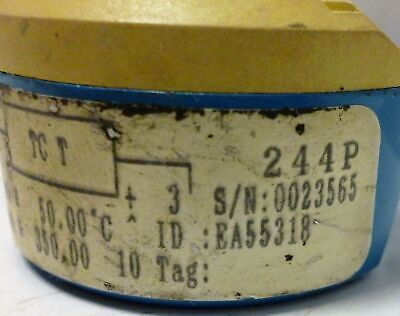 TC T
244P
+ 3 S/N:0023565
50.00°C ^ ID :EA55318
350.00 10 Tag: